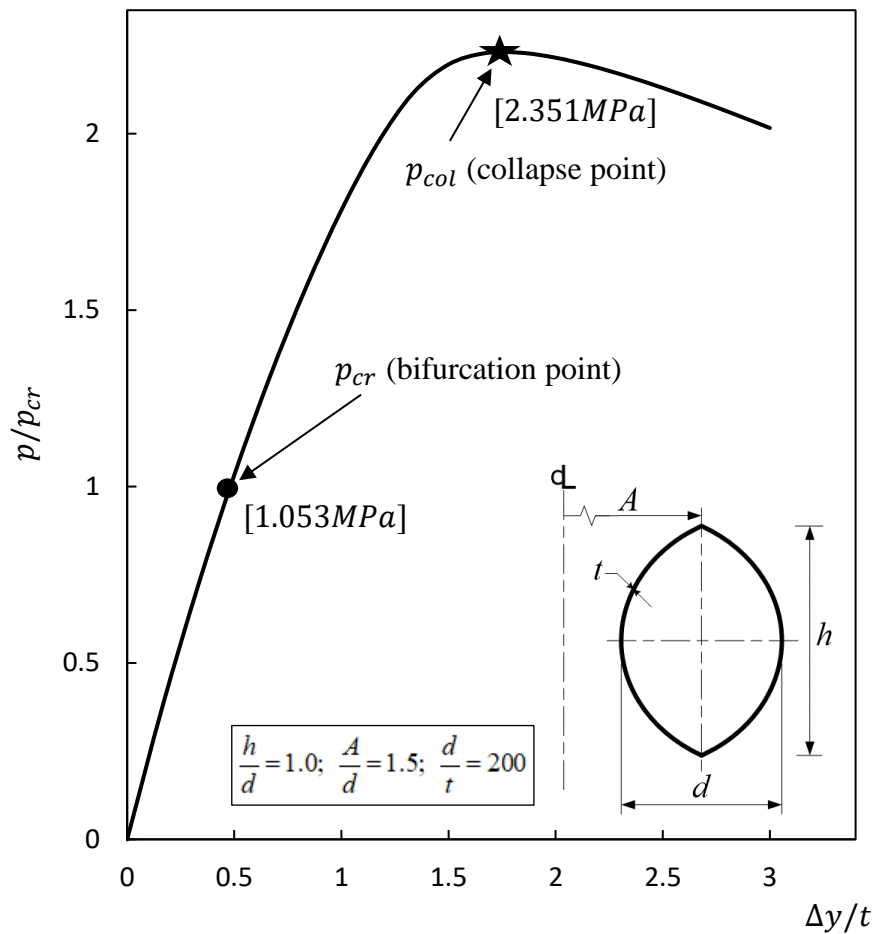 [2.351MPa]
2
p_col (collapse point)
1.5
p_cr (bifurcation point)
p/p_cr
1
[1.053MPa]
℄
A
t
h
0.5
h/d=1.0; A/d=1.5; d/t=200
d
0
0 0.5 1 1.5 2 2.5 3
Δy/t